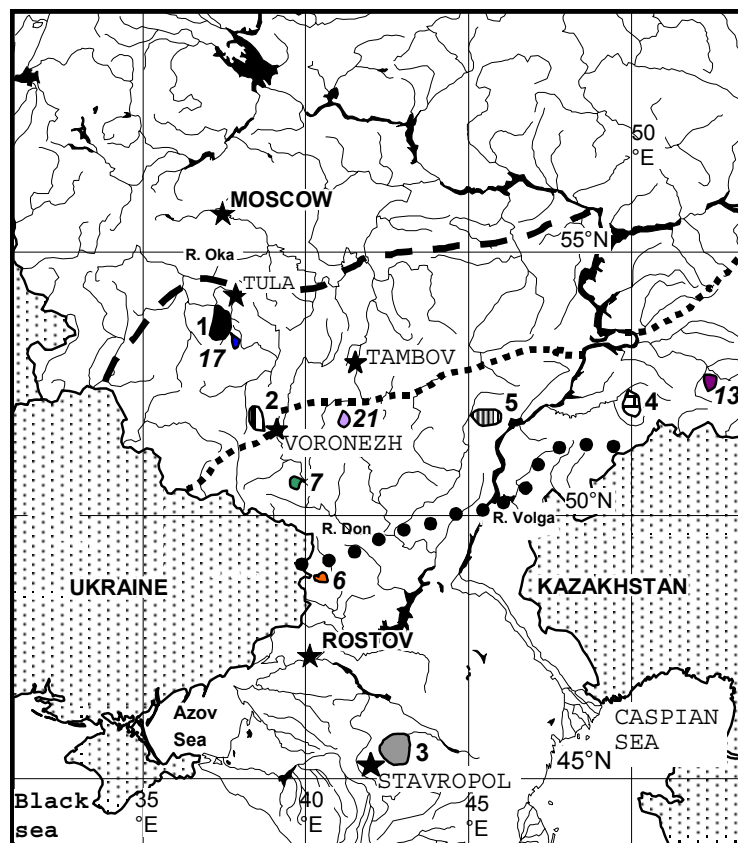 50
°E
MOSCOW
55°N
R. Oka
TULA
1
17
TAMBOV
2
21
5
4
13
VORONEZH
7
50°N
R. Don
R. Volga
6
UKRAINE
KAZAKHSTAN
ROSTOV
Azov
Sea
CASPIAN
SEA
3
45°N
STAVROPOL
Black
sea
35
°E
40
°E
45
°E